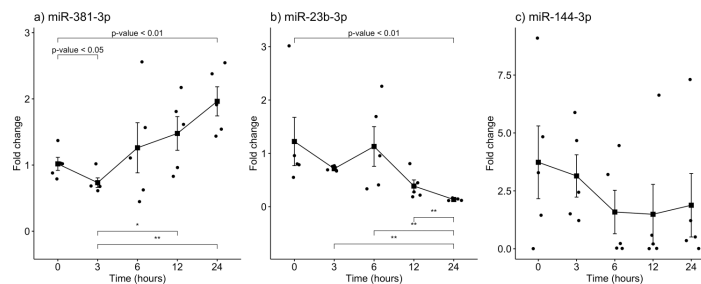 a) miR-381-3p
p-value < 0.01
p-value < 0.05
3
2
1
0
Fold change
*
**
0 3 6 12 24
Time (hours)
b) miR-23b-3p
p-value < 0.01
3
2
1
0
Fold change
**
**
**
0 3 6 12 24
Time (hours)
c) miR-144-3p
7.5
5.0
2.5
0.0
Fold change
0 3 6 12 24
Time (hours)